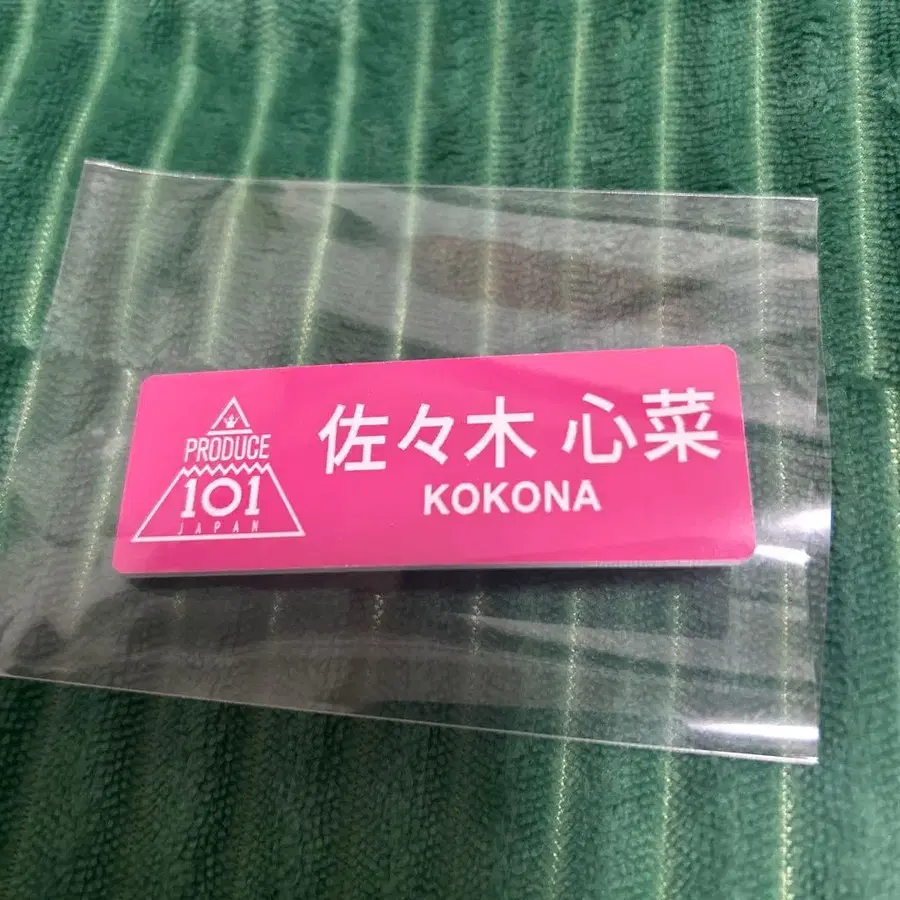 PRODUCE
101
JAPAN
佐々木 心菜
KOKONA